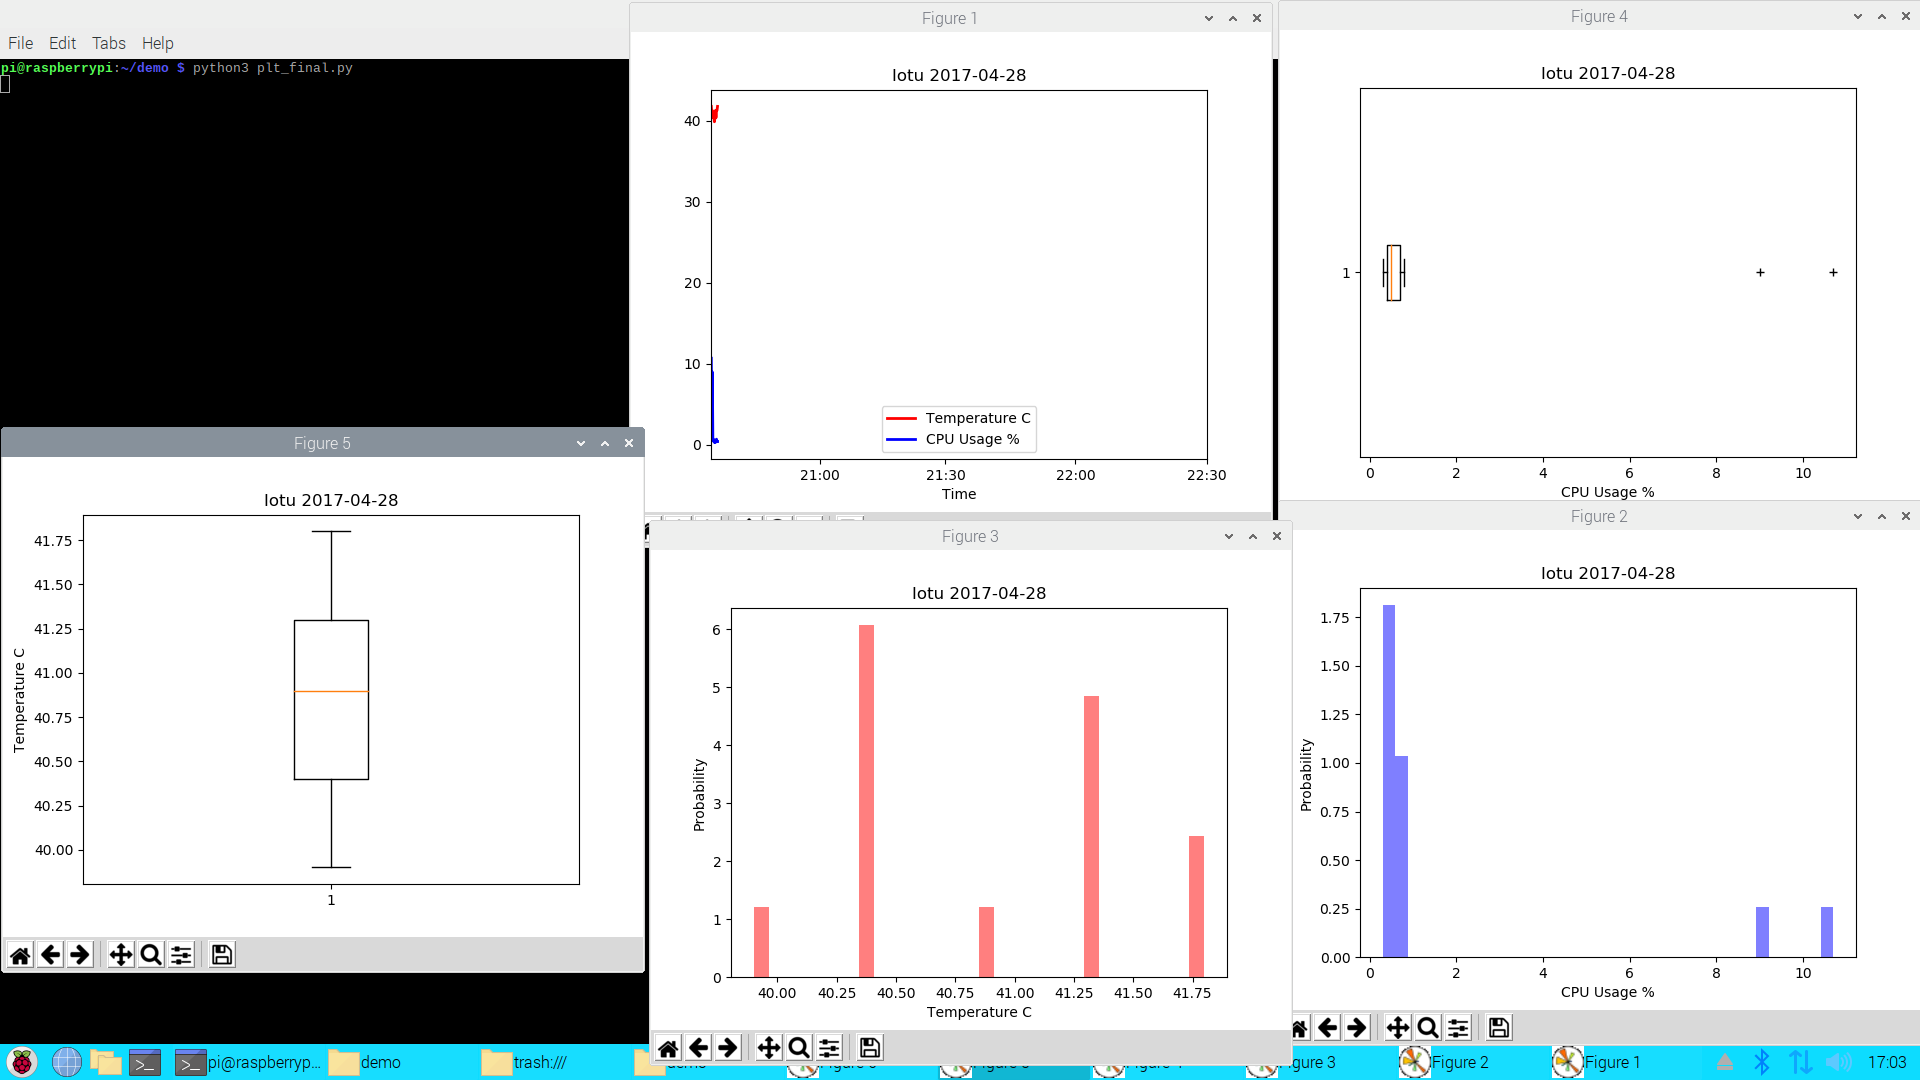 File Edit Tabs Help
pi@raspberrypi:~/demo $ python3 plt_final.py
Figure 1
Iotu 2017-04-28
40
30
20
10
0
Temperature C
CPU Usage %
21:00 21:30 22:00 22:30
Time
Figure 4
Iotu 2017-04-28
1
0 2 4 6 8 10
CPU Usage %
Figure 5
Iotu 2017-04-28
Temperature C
41.75
41.50
41.25
41.00
40.75
40.50
40.25
40.00
1
Figure 3
Iotu 2017-04-28
Probability
6
5
4
3
2
1
0
40.00 40.25 40.50 40.75 41.00 41.25 41.50 41.75
Temperature C
Figure 2
Iotu 2017-04-28
Probability
1.75
1.50
1.25
1.00
0.75
0.50
0.25
0.00
0 2 4 6 8 10
CPU Usage %
pi@raspberryp... demo trash:/// demo gure 3 Figure 2 Figure 1 17:03